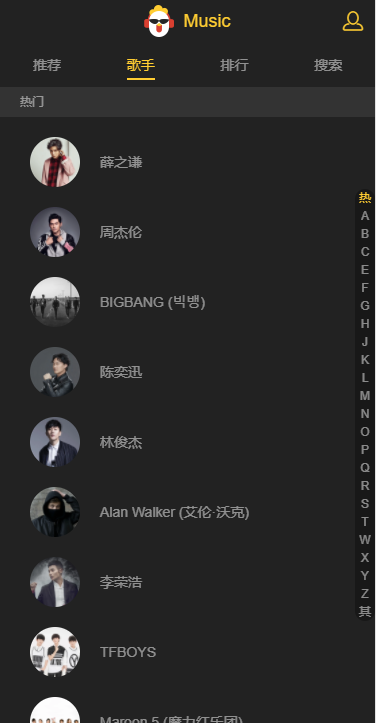 Music
推荐 歌手 排行 搜索
热门
薛之谦
周杰伦
BIGBANG (빅뱅)
陈奕迅
林俊杰
Alan Walker (艾伦·沃克)
李荣浩
TFBOYS
Maroon 5 (魔力红乐团)
热
A
B
C
E
F
G
H
J
K
L
M
N
O
P
Q
R
S
T
W
X
Y
Z
其